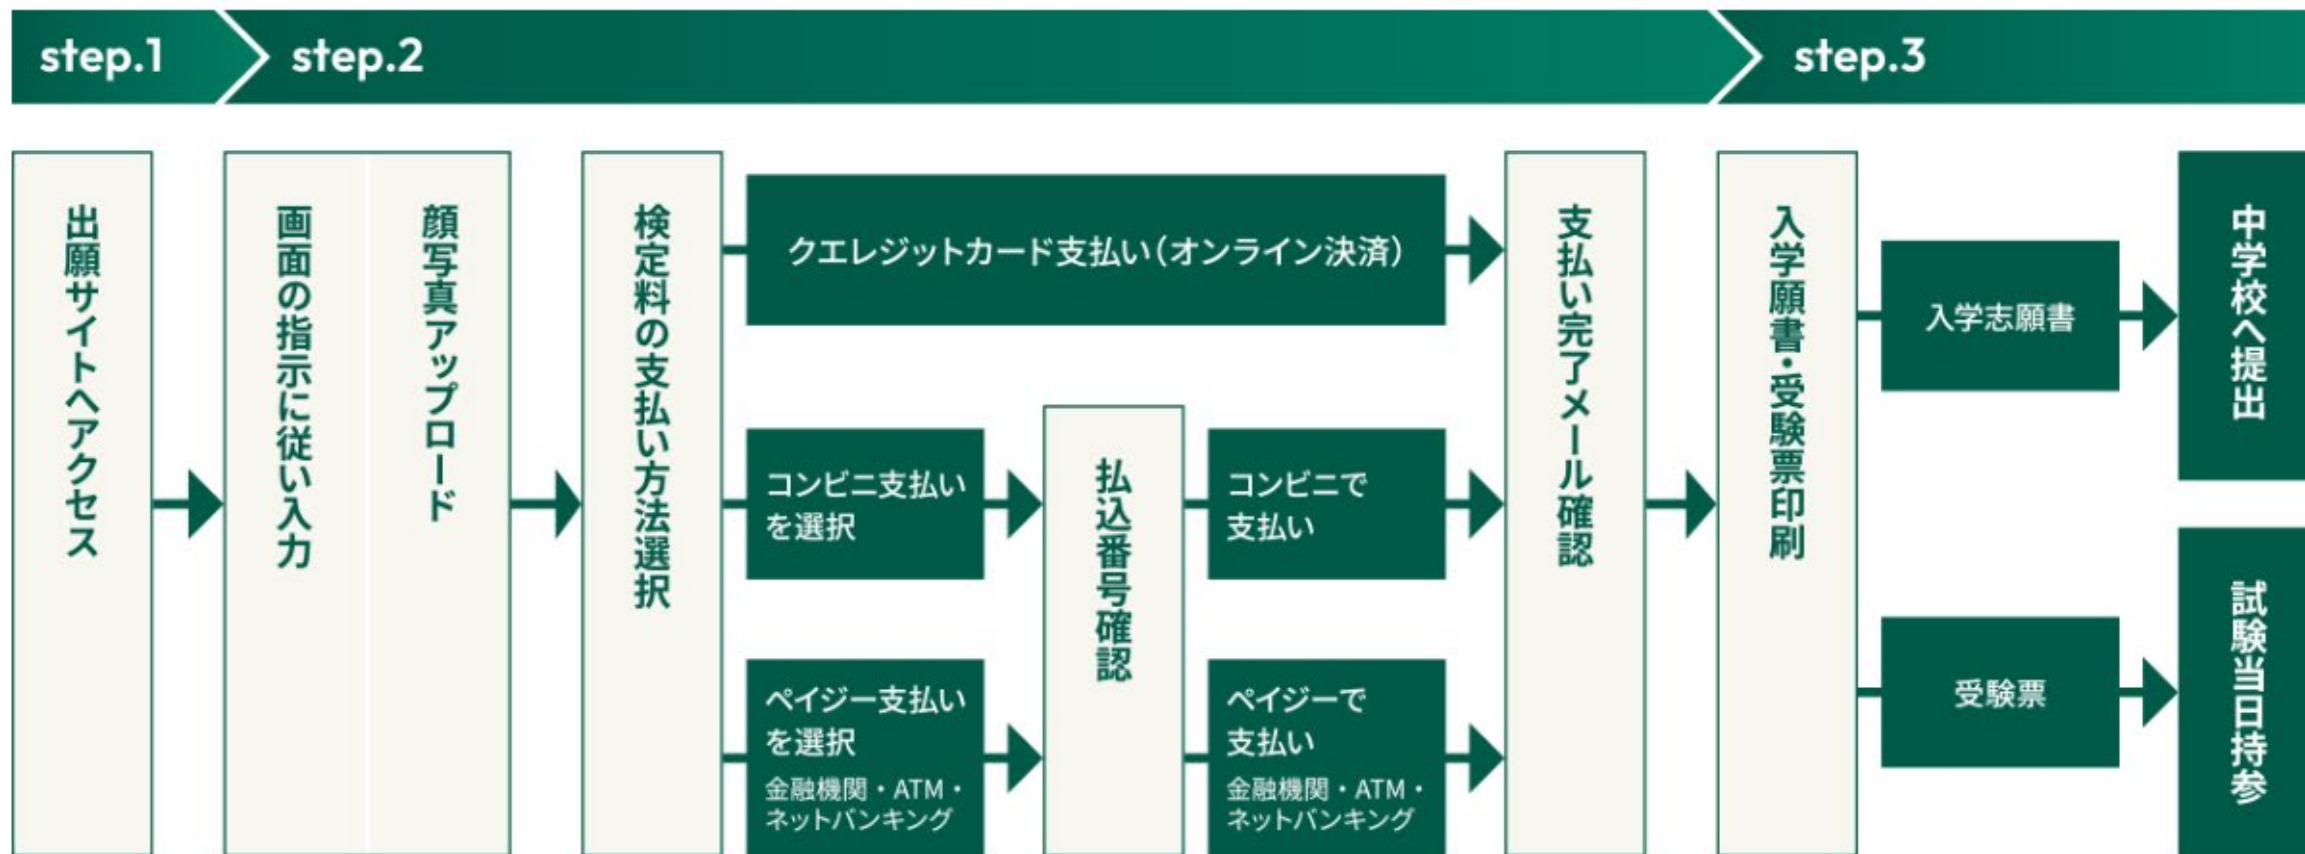 step.1
step.2
step.3
出願サイトへアクセス
画面の指示に従い入力
顔写真アップロード
検定料の支払い方法選択
クエレジットカード支払い（オンライン決済）
コンビニ支払い
を選択
ペイジー支払い
を選択
金融機関・ATM・
ネットバンキング
払込番号確認
コンビニで
支払い
ペイジーで
支払い
金融機関・ATM・
ネットバンキング
支払い完了メール確認
入学願書・受験票印刷
入学志願書
中学校へ提出
受験票
試験当日持参